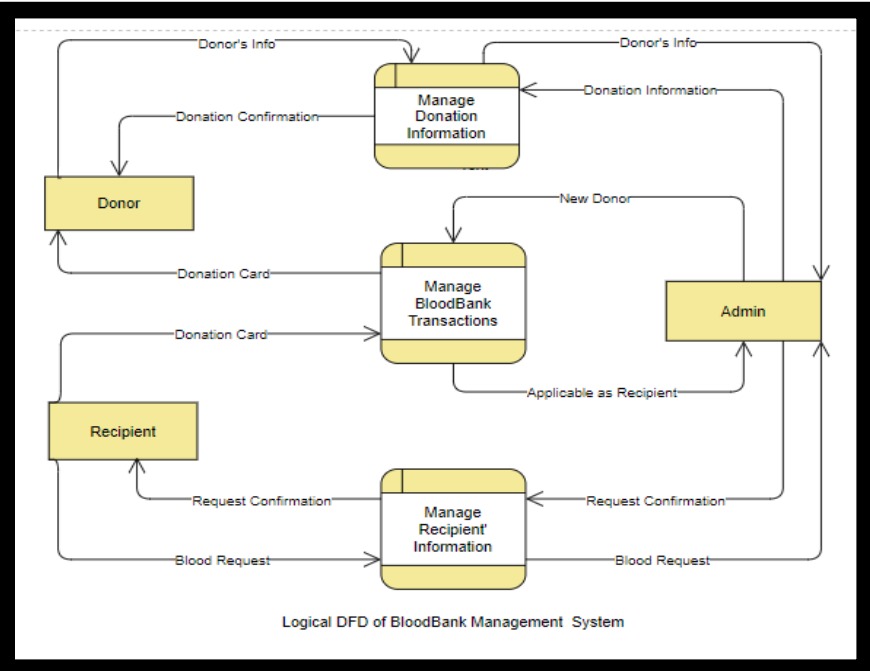 Donor's Info
Donor's Info
Manage
Donation
Information
Donation Information
Donation Confirmation
Donor
New Donor
Donation Card
Manage
BloodBank
Transactions
Admin
Donation Card
Applicable as Recipient
Recipient
Request Confirmation
Request Confirmation
Manage
Recipient'
Information
Blood Request
Blood Request
Logical DFD of BloodBank Management System